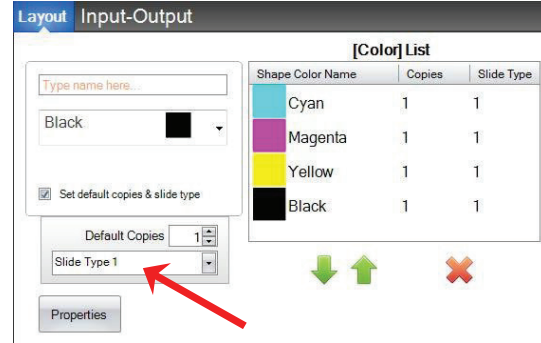 Layout Input-Output
[Color] List
Type name here...
Black
Set default copies & slide type
Default Copies 1
Slide Type 1
Properties
Shape Color Name Copies Slide Type
Cyan 1 1
Magenta 1 1
Yellow 1 1
Black 1 1